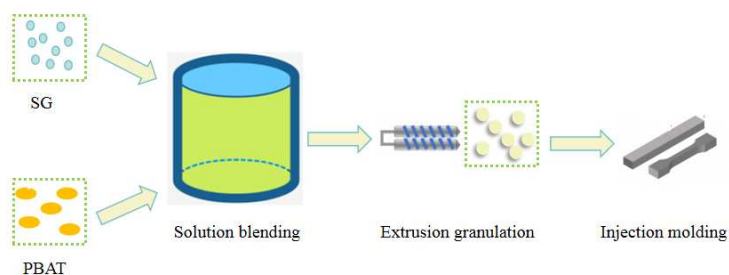 SG
PBAT
Solution blending
Extrusion granulation
Injection molding